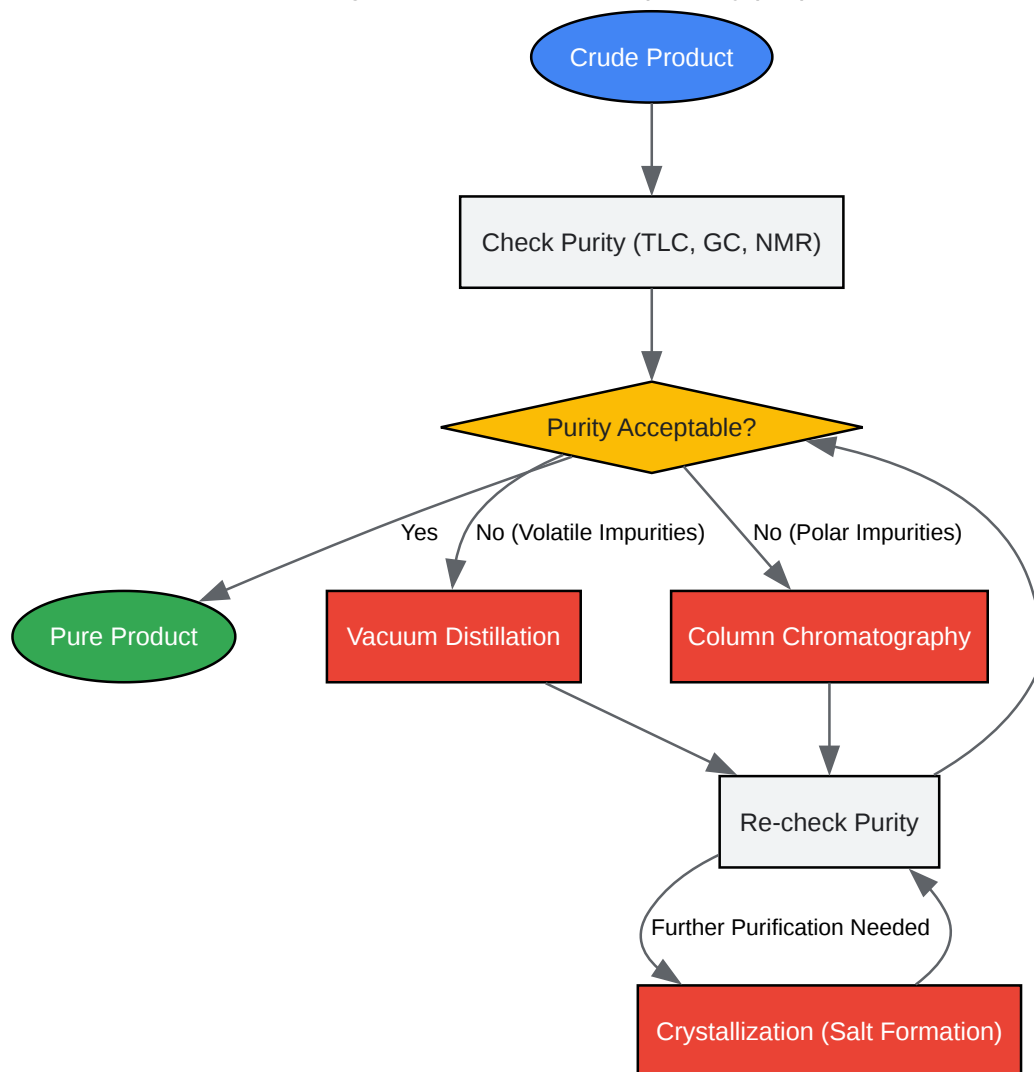 Crude Product
Check Purity (TLC, GC, NMR)
Purity Acceptable?
Yes
No (Volatile Impurities)
No (Polar Impurities)
Pure Product
Vacuum Distillation
Column Chromatography
Re-check Purity
Further Purification Needed
Crystallization (Salt Formation)